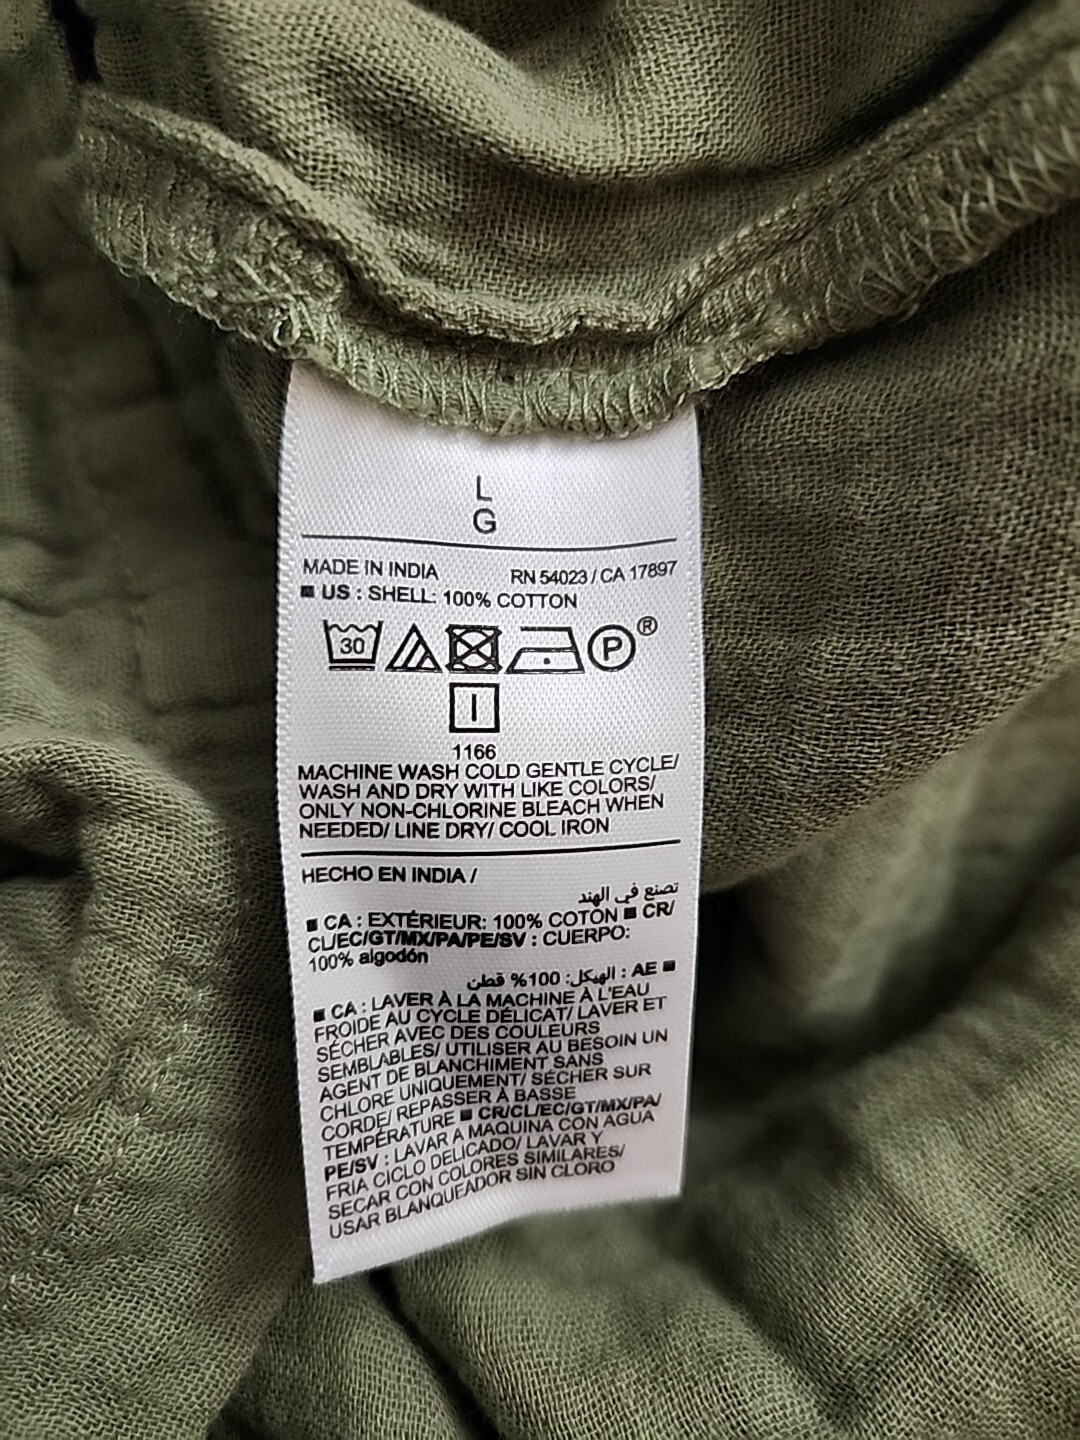 L
G
MADE IN INDIA RN 54023 / CA 17897
■ US : SHELL: 100% COTTON
30 P ®
1166
MACHINE WASH COLD GENTLE CYCLE/
WASH AND DRY WITH LIKE COLORS/
ONLY NON-CHLORINE BLEACH WHEN
NEEDED/ LINE DRY/ COOL IRON
HECHO EN INDIA /
تصنع في الهند
■ CA : EXTÉRIEUR: 100% COTON ■ CR/
CL/EC/GT/MX/PA/PE/SV : CUERPO:
100% algodón
■ AE : الهيكل: 100% قطن
■ CA : LAVER À LA MACHINE À L'EAU
FROIDE AU CYCLE DÉLICAT/ LAVER ET
SÉCHER AVEC DES COULEURS
SEMBLABLES/ UTILISER AU BESOIN UN
AGENT DE BLANCHIMENT SANS
CHLORE UNIQUEMENT/ SÉCHER SUR
CORDE/ REPASSER À BASSE
TEMPÉRATURE ■ CR/CL/EC/GT/MX/PA/
PE/SV : LAVAR A MAQUINA CON AGUA
FRIA CICLO DELICADO/ LAVAR Y
SECAR CON COLORES SIMILARES/
USAR BLANQUEADOR SIN CLORO